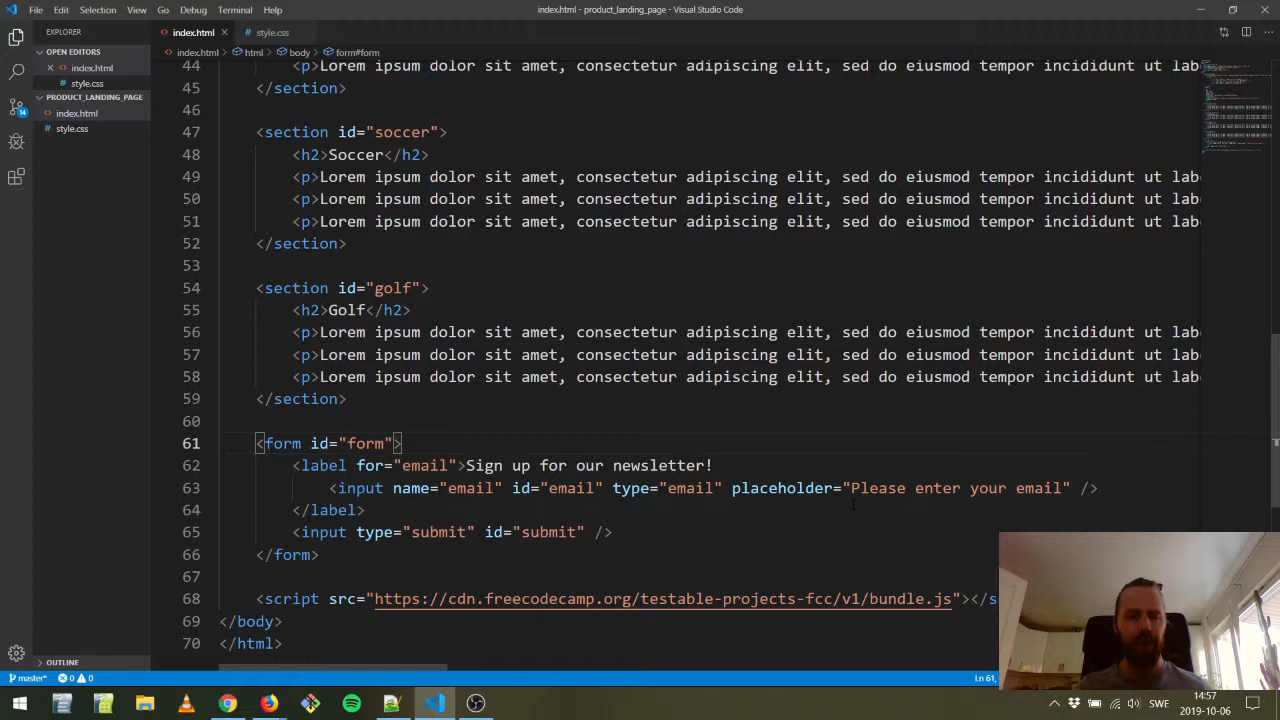 File Edit Selection View Go Debug Terminal Help
index.html - product_landing_page - Visual Studio Code
EXPLORER
index.html
style.css
OPEN EDITORS
index.html
style.css
PRODUCT_LANDING_PAGE
index.html
style.css
OUTLINE
index.html > html > body > form#form
44 <p>Lorem ipsum dolor sit amet, consectetur adipiscing elit, sed do eiusmod tempor incididunt ut lab
45 </section>
46
47 <section id="soccer">
48 <h2>Soccer</h2>
49 <p>Lorem ipsum dolor sit amet, consectetur adipiscing elit, sed do eiusmod tempor incididunt ut lab
50 <p>Lorem ipsum dolor sit amet, consectetur adipiscing elit, sed do eiusmod tempor incididunt ut lab
51 <p>Lorem ipsum dolor sit amet, consectetur adipiscing elit, sed do eiusmod tempor incididunt ut lab
52 </section>
53
54 <section id="golf">
55 <h2>Golf</h2>
56 <p>Lorem ipsum dolor sit amet, consectetur adipiscing elit, sed do eiusmod tempor incididunt ut lab
57 <p>Lorem ipsum dolor sit amet, consectetur adipiscing elit, sed do eiusmod tempor incididunt ut lab
58 <p>Lorem ipsum dolor sit amet, consectetur adipiscing elit, sed do eiusmod tempor incididunt ut lab
59 </section>
60
61 <form id="form">
62 <label for="email">Sign up for our newsletter!
63 <input name="email" id="email" type="email" placeholder="Please enter your email" />
64 </label>
65 <input type="submit" id="submit" />
66 </form>
67
68 <script src="https://cdn.freecodecamp.org/testable-projects-fcc/v1/bundle.js"></s
69 </body>
70 </html>
14
master* 0 0
Ln 61,
SWE
14:57
2019-10-06